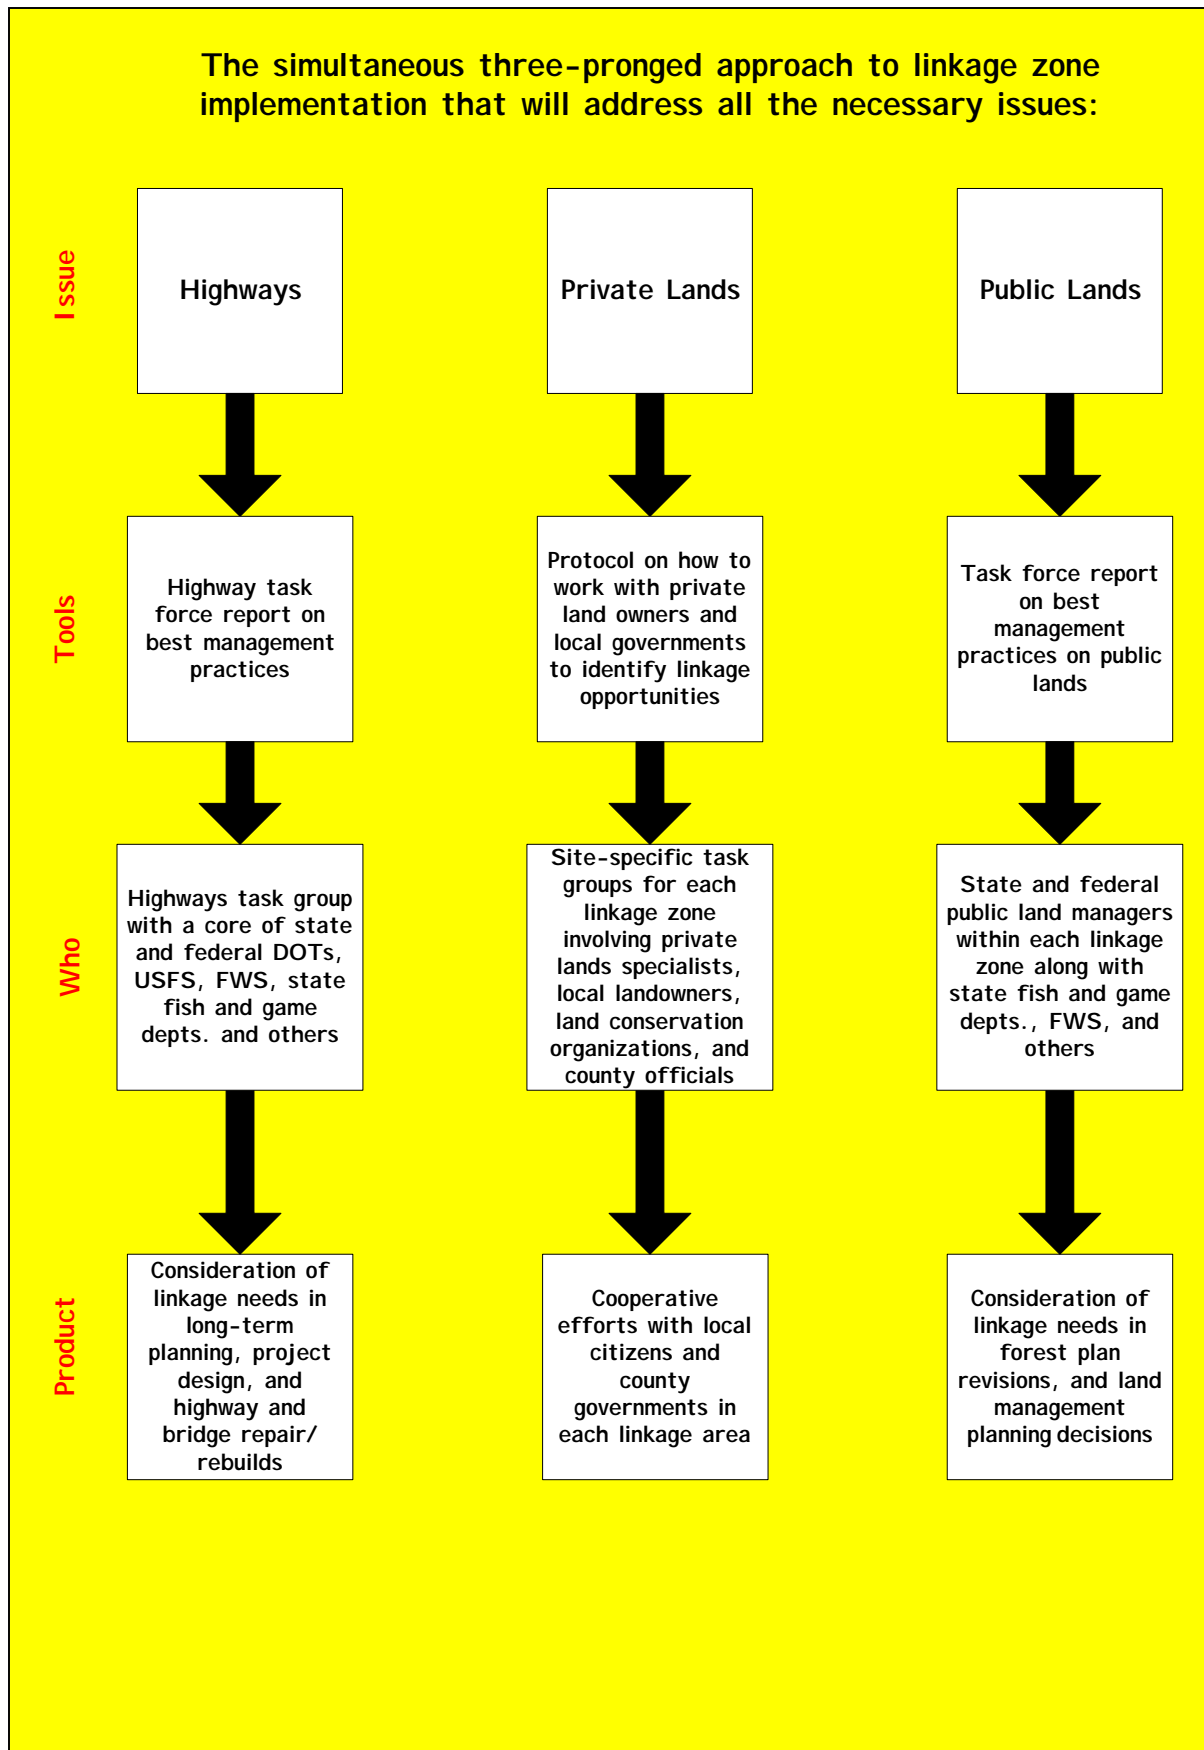 The simultaneous three-pronged approach to linkage zone
implementation that will address all the necessary issues:
Issue
Highways
Private Lands
Public Lands
Tools
Highway task
force report on
best management
practices
Protocol on how to
work with private
land owners and
local governments
to identify linkage
opportunities
Task force report
on best
management
practices on public
lands
Who
Highways task group
with a core of state
and federal DOTs,
USFS, FWS, state
fish and game
depts. and others
Site-specific task
groups for each
linkage zone
involving private
lands specialists,
local landowners,
land conservation
organizations, and
county officials
State and federal
public land managers
within each linkage
zone along with
state fish and game
depts., FWS, and
others
Product
Consideration of
linkage needs in
long-term
planning, project
design, and
highway and
bridge repair/
rebuilds
Cooperative
efforts with local
citizens and
county
governments in
each linkage area
Consideration of
linkage needs in
forest plan
revisions, and land
management
planning decisions